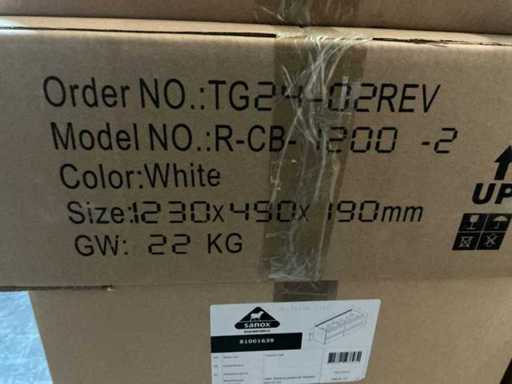 Order NO.:TG24-02REV
Model NO.:R-CB-1200 -2
Color:White
Size:1230x490x190mm
GW: 22 KG
UP
sanox
81001639